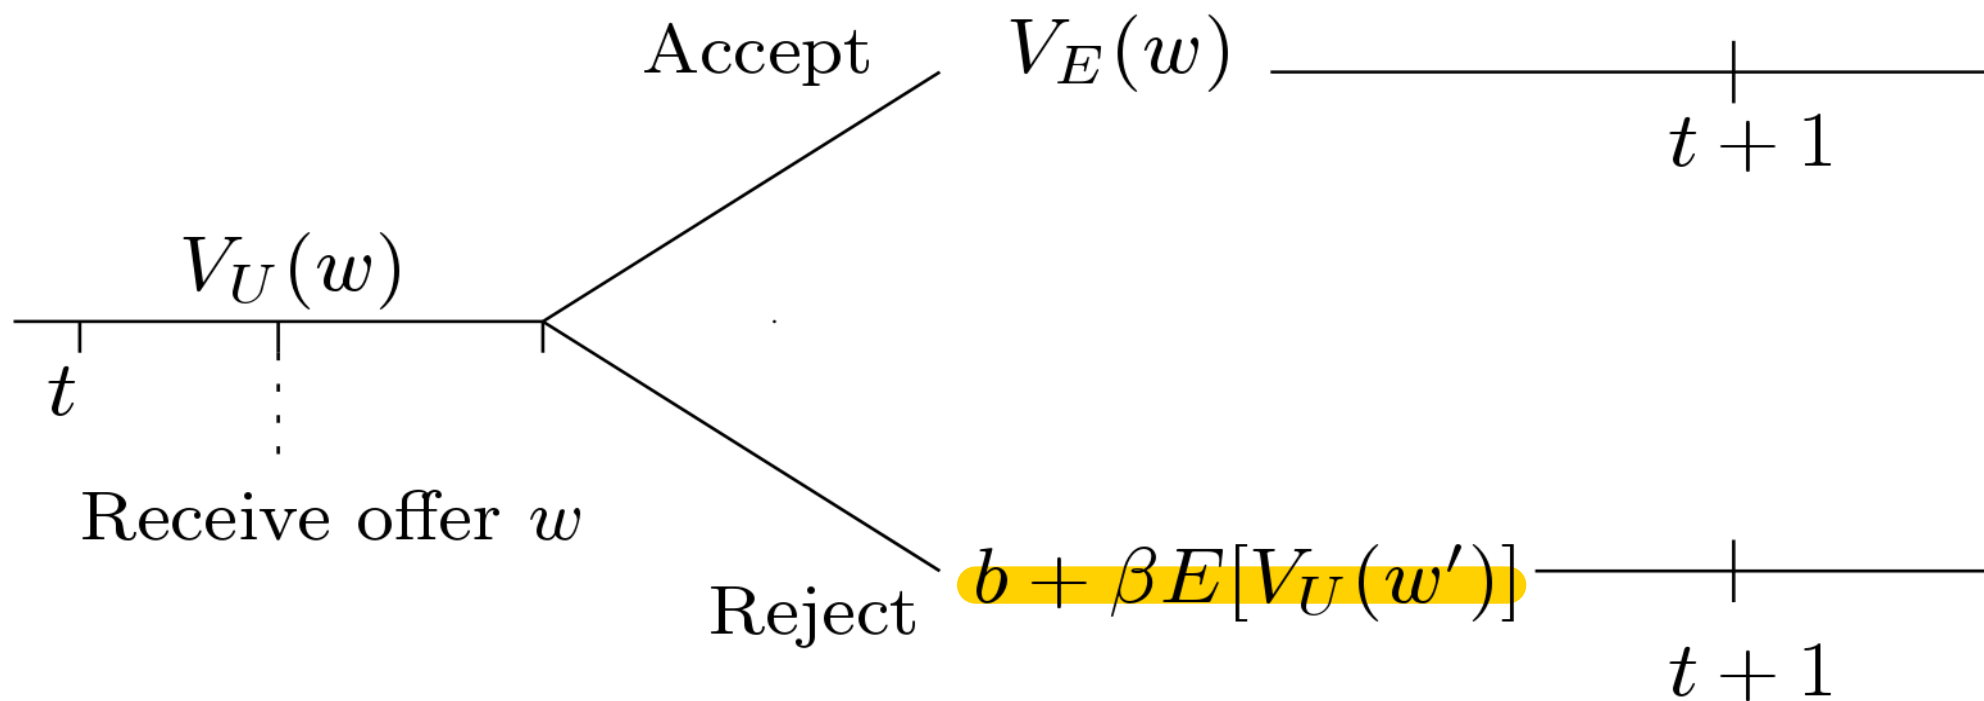 Accept
V_E(w)
t + 1
V_U(w)
t
Receive offer w
b + βE[V_U(w′)]
Reject
t + 1